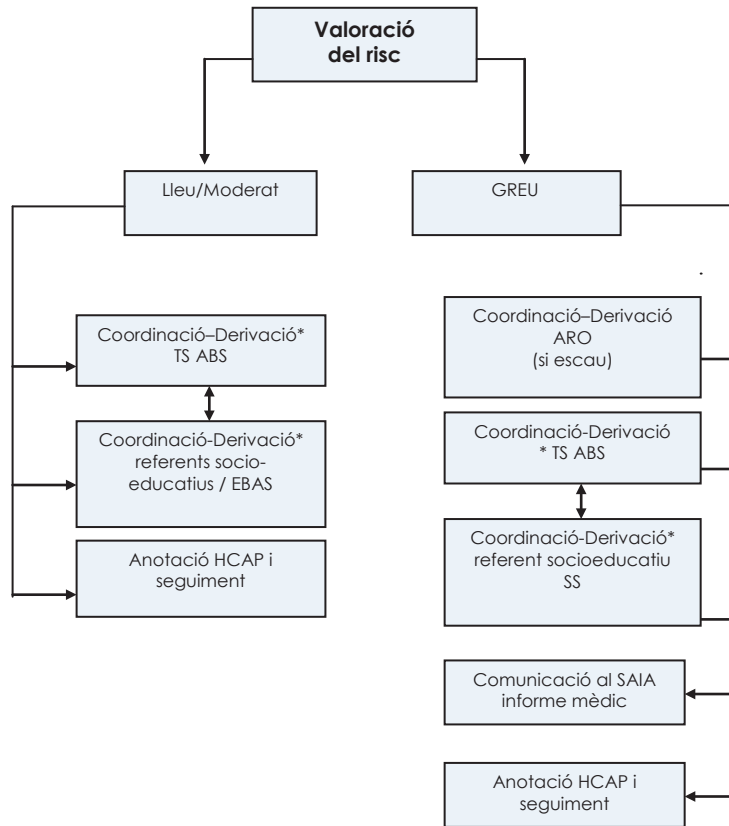 Valoració
del risc
Lleu/Moderat
GREU
Coordinació–Derivació*
TS ABS
Coordinació-Derivació*
referents socio-
educatius / EBAS
Anotació HCAP i
seguiment
.
Coordinació–Derivació
ARO
(si escau)
Coordinació-Derivació
* TS ABS
Coordinació-Derivació*
referent socioeducatiu
SS
Comunicació al SAIA
informe mèdic
Anotació HCAP i
seguiment